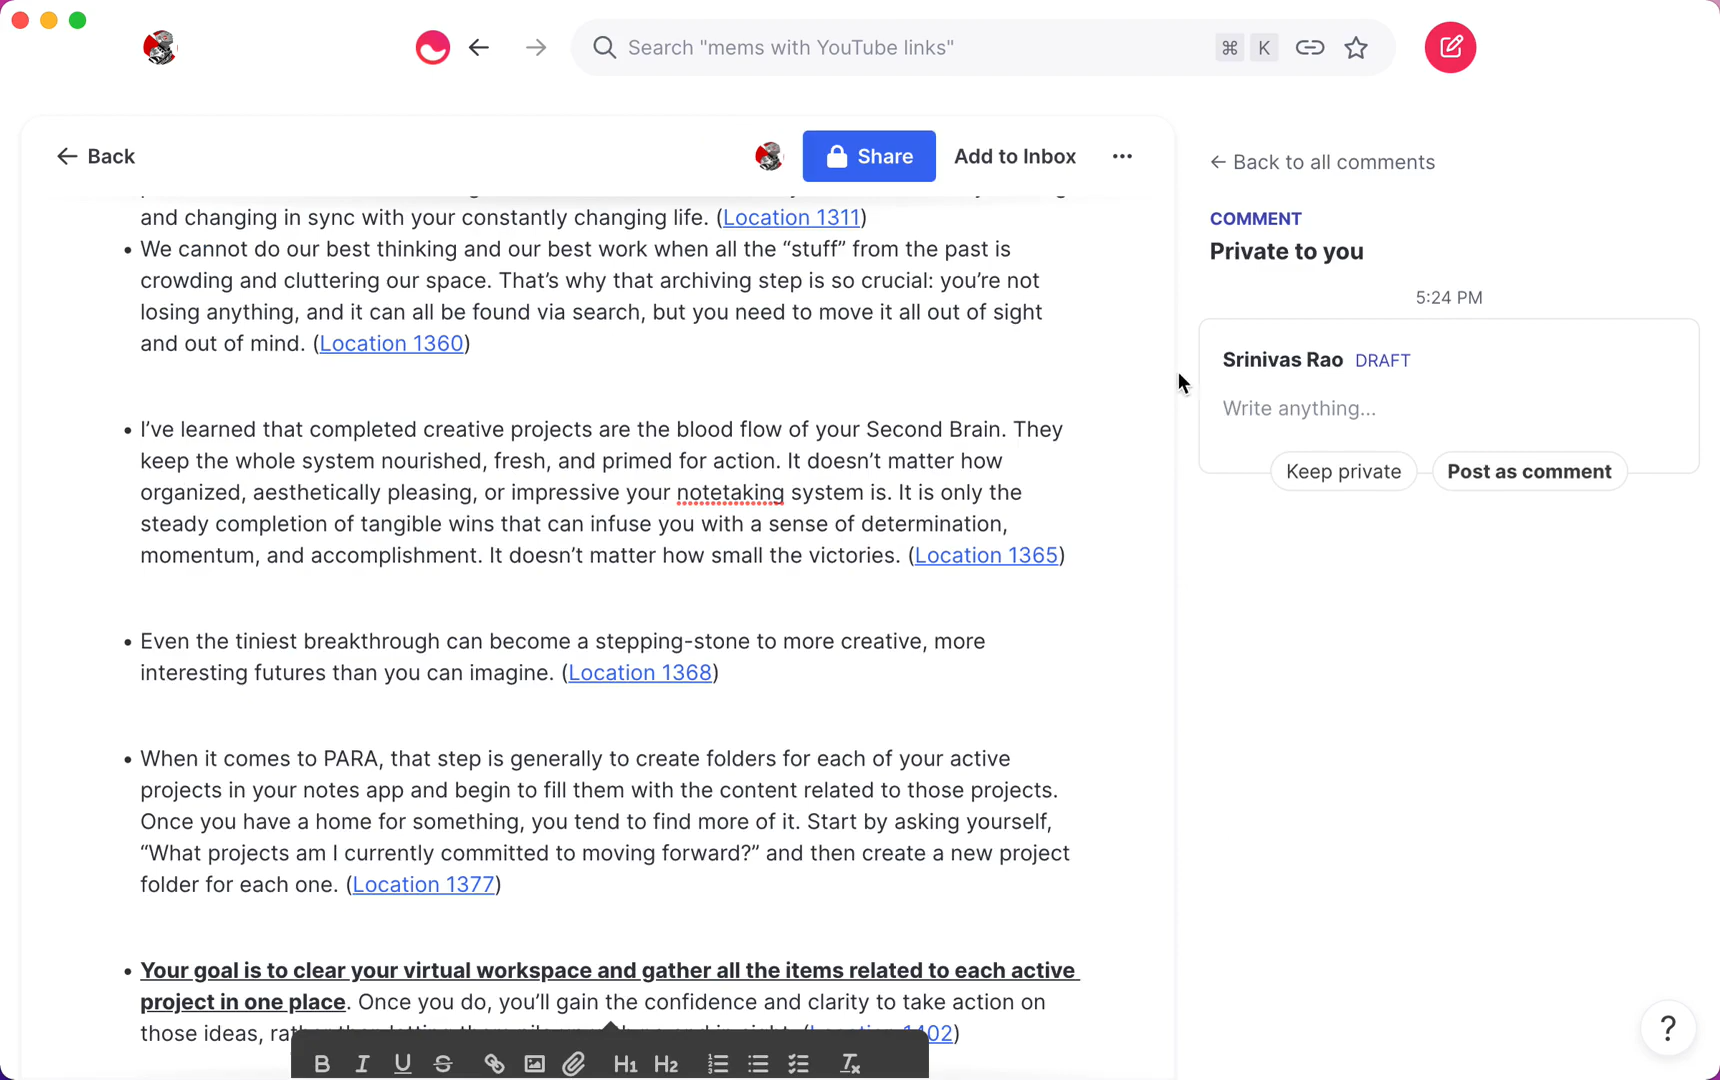 Search "mems with YouTube links"
⌘ K
Back
Share
Add to Inbox
and changing in sync with your constantly changing life. (Location 1311)
• We cannot do our best thinking and our best work when all the “stuff” from the past is
crowding and cluttering our space. That’s why that archiving step is so crucial: you’re not
losing anything, and it can all be found via search, but you need to move it all out of sight
and out of mind. (Location 1360)
• I’ve learned that completed creative projects are the blood flow of your Second Brain. They
keep the whole system nourished, fresh, and primed for action. It doesn’t matter how
organized, aesthetically pleasing, or impressive your notetaking system is. It is only the
steady completion of tangible wins that can infuse you with a sense of determination,
momentum, and accomplishment. It doesn’t matter how small the victories. (Location 1365)
• Even the tiniest breakthrough can become a stepping-stone to more creative, more
interesting futures than you can imagine. (Location 1368)
• When it comes to PARA, that step is generally to create folders for each of your active
projects in your notes app and begin to fill them with the content related to those projects.
Once you have a home for something, you tend to find more of it. Start by asking yourself,
“What projects am I currently committed to moving forward?” and then create a new project
folder for each one. (Location 1377)
• Your goal is to clear your virtual workspace and gather all the items related to each active
project in one place. Once you do, you’ll gain the confidence and clarity to take action on
those ideas,
B I U S H1 H2
← Back to all comments
COMMENT
Private to you
5:24 PM
Srinivas Rao DRAFT
Write anything...
Keep private
Post as comment
?